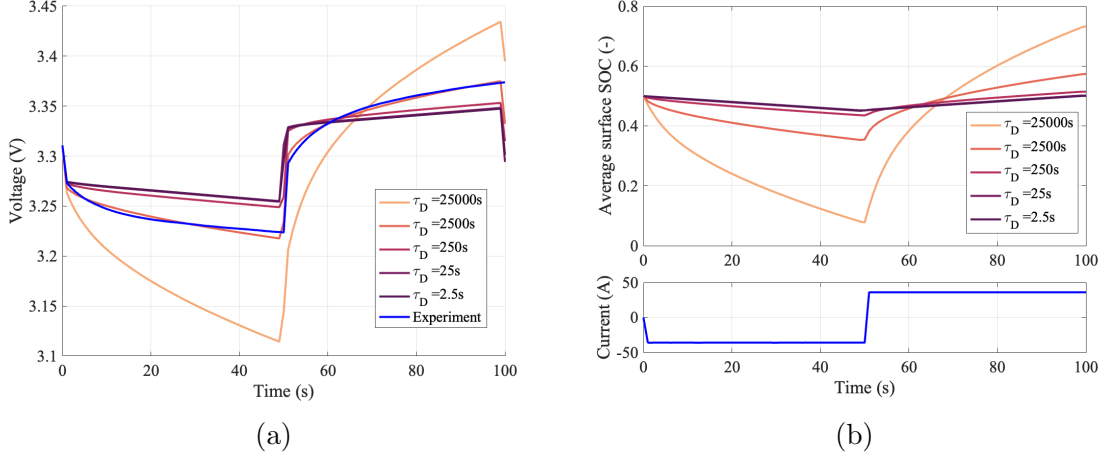 3.45
3.4
3.35
3.3
3.25
3.2
3.15
3.1
Voltage (V)
τD =25000s
τD =2500s
τD =250s
τD =25s
τD =2.5s
Experiment
0 20 40 60 80 100
Time (s)
(a)
0.8
0.6
0.4
0.2
0
Average surface SOC (-)
τD =25000s
τD =2500s
τD =250s
τD =25s
τD =2.5s
0 20 40 60 80 100
50
0
-50
Current (A)
0 20 40 60 80 100
Time (s)
(b)